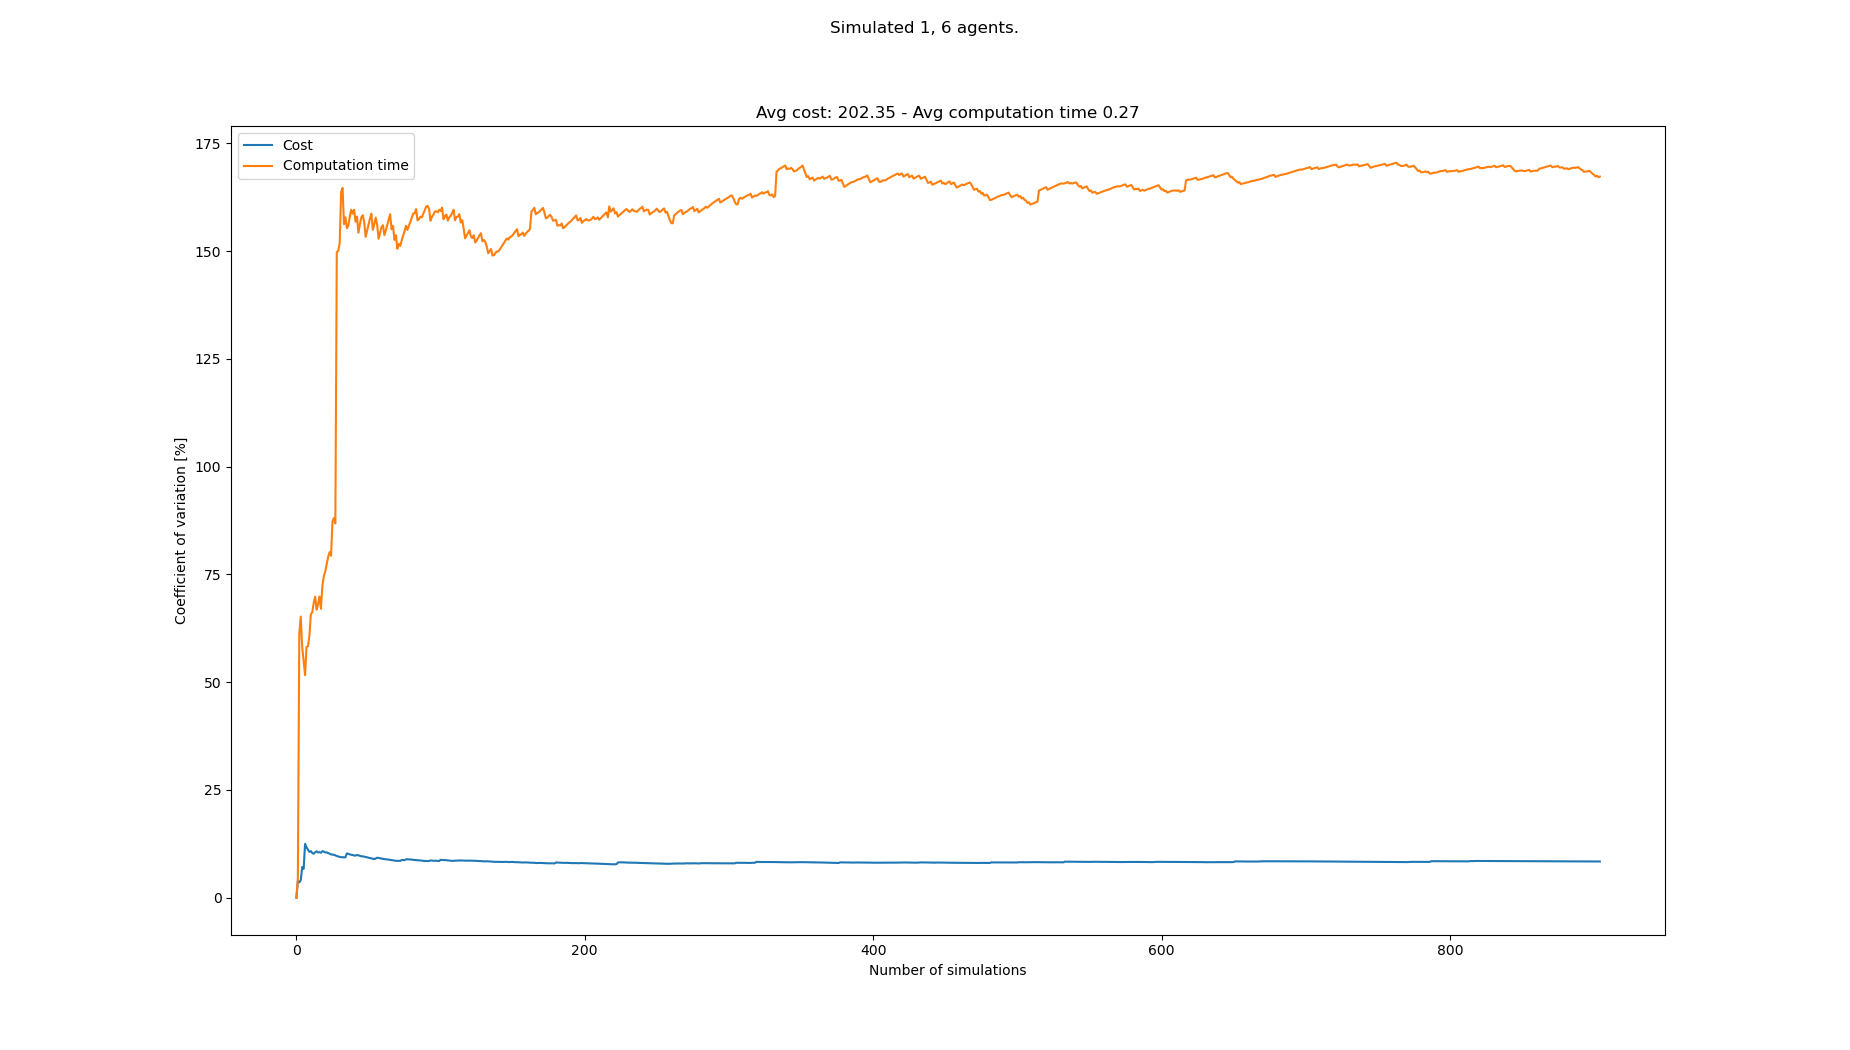 Simulated 1, 6 agents.
Avg cost: 202.35 - Avg computation time 0.27
Cost
Computation time
175
150
125
100
75
50
25
0
Coefficient of variation [%]
0 200 400 600 800
Number of simulations